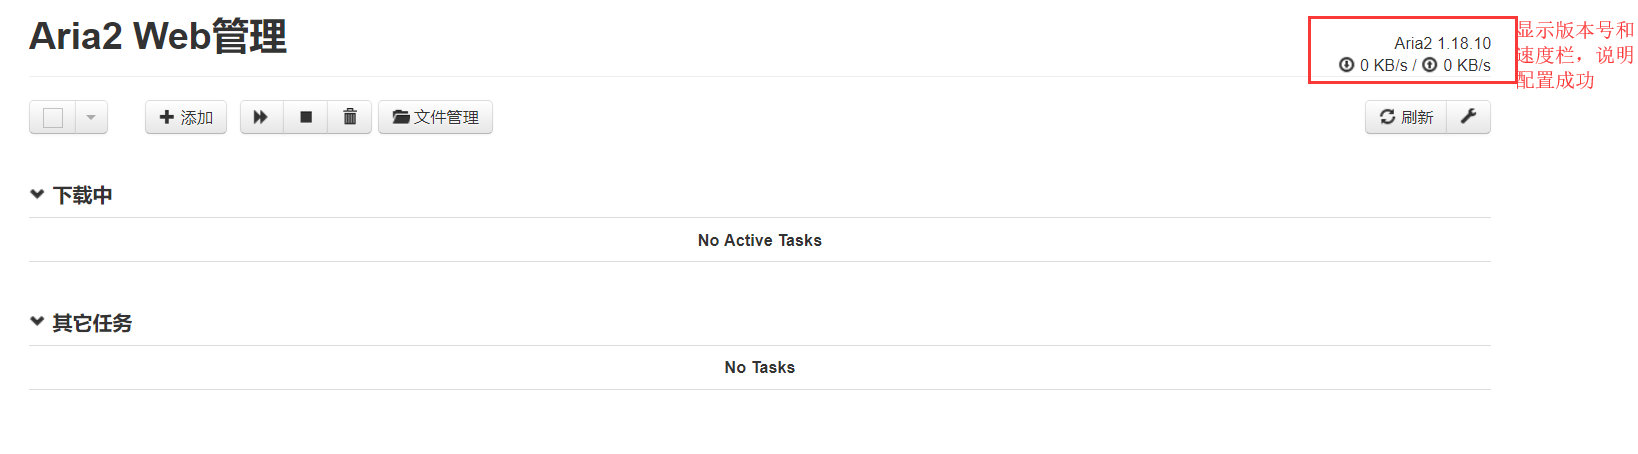 Aria2 Web管理
Aria2 1.18.10
0 KB/s / 0 KB/s
显示版本号和
速度栏，说明
配置成功
添加
文件管理
刷新
下载中
No Active Tasks
其它任务
No Tasks